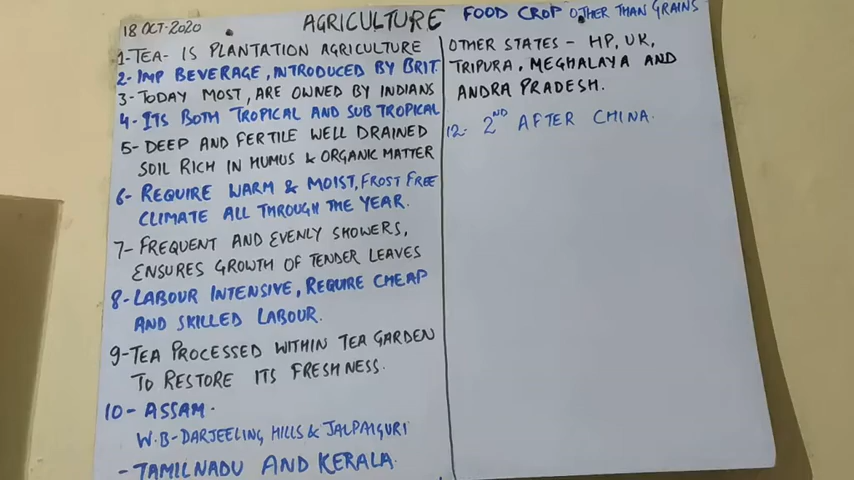 18 OCT-2020
AGRICULTURE
FOOD CROP OTHER THAN GRAINS
1-TEA- IS PLANTATION AGRICULTURE
2- IMP BEVERAGE, INTRODUCED BY BRIT.
3- TODAY MOST, ARE OWNED BY INDIANS
4- ITS BOTH TROPICAL AND SUB TROPICAL
5- DEEP AND FERTILE WELL DRAINED
SOIL RICH IN HUMUS & ORGANIC MATTER
6- REQUIRE WARM & MOIST, FROST FREE
CLIMATE ALL THROUGH THE YEAR.
7- FREQUENT AND EVENLY SHOWERS,
ENSURES GROWTH OF TENDER LEAVES
8- LABOUR INTENSIVE, REQUIRE CHEAP
AND SKILLED LABOUR.
9-TEA PROCESSED WITHIN TEA GARDEN
TO RESTORE ITS FRESHNESS.
10- ASSAM.
W.B-DARJEELING HILLS & JALPAIGURI
- TAMILNADU AND KERALA.
OTHER STATES - HP, UK,
TRIPURA, MEGHALAYA AND
ANDRA PRADESH.
12- 2ND AFTER CHINA.